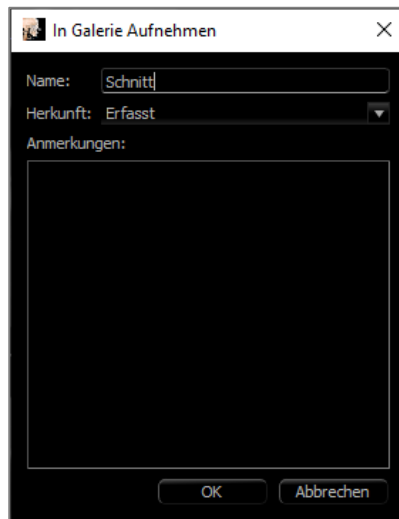 In Galerie Aufnehmen
Name: Schnitt
Herkunft: Erfasst
Anmerkungen:
OK Abbrechen